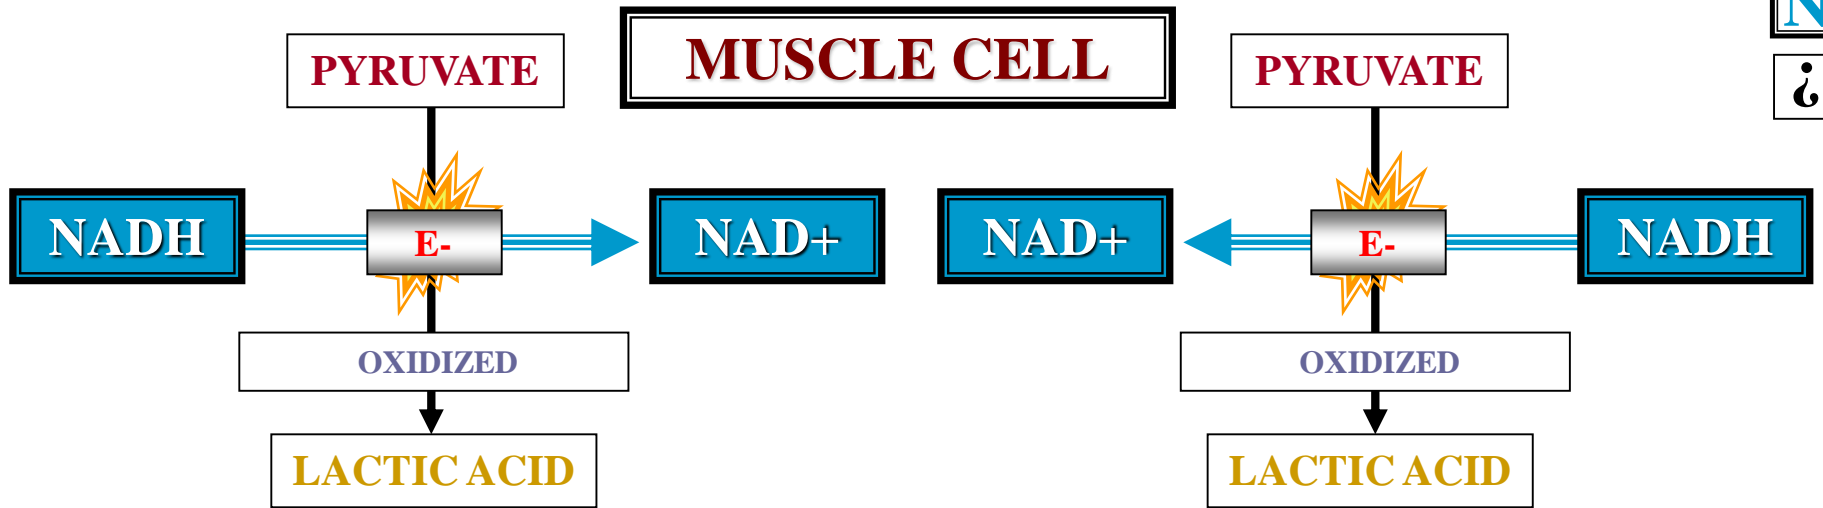 MUSCLE CELL
PYRUVATE
PYRUVATE
¿
NADH
E-
NAD+
NAD+
E-
NADH
OXIDIZED
OXIDIZED
LACTIC ACID
LACTIC ACID